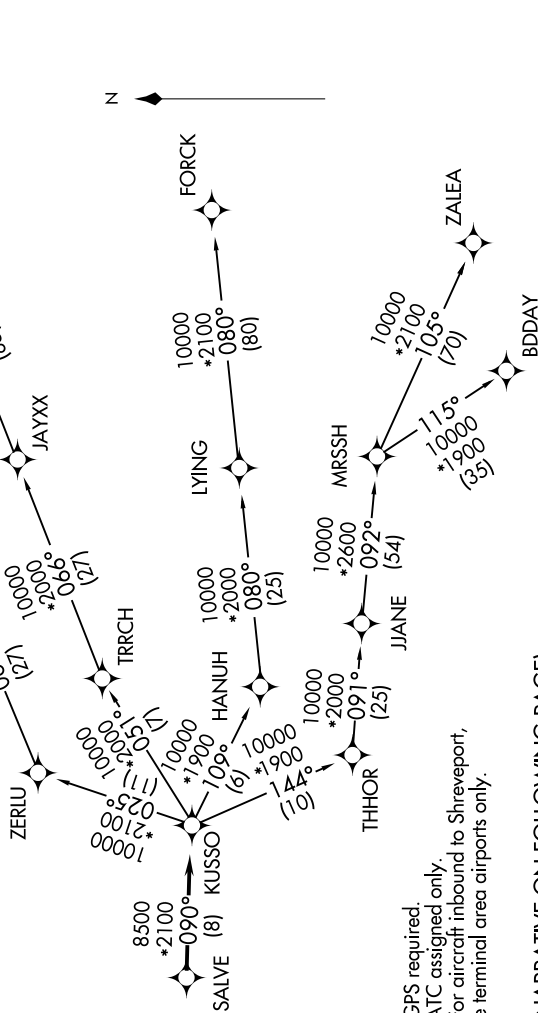 N
FORCK
10000
*2100
080°
(80)
ZALEA
10000
*2100
105°
(70)
BDDAY
115°
10000
*1900
(35)
JAYXX
LYING
MRSSH
10000
*2000
066°
(27)
10000
*2000
080°
(25)
10000
*2600
092°
(54)
TRRCH
HANUH
JJANE
(27)
10000
*2000
051°
(7)
10000
*1900
109°
(6)
10000
*1900
144°
(10)
10000
*2000
091°
(25)
ZERLU
10000
*2100
025°
(11)
KUSSO
THHOR
8500
*2100
090°
(8)
SALVE
GPS required.
ATC assigned only.
for aircraft inbound to Shreveport,
terminal area airports only.
(NARRATIVE ON FOLLOWING PAGE)